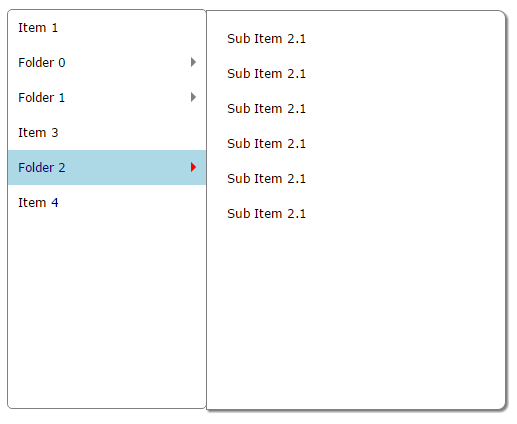 Item 1
Folder 0
Folder 1
Item 3
Folder 2
Item 4
Sub Item 2.1
Sub Item 2.1
Sub Item 2.1
Sub Item 2.1
Sub Item 2.1
Sub Item 2.1